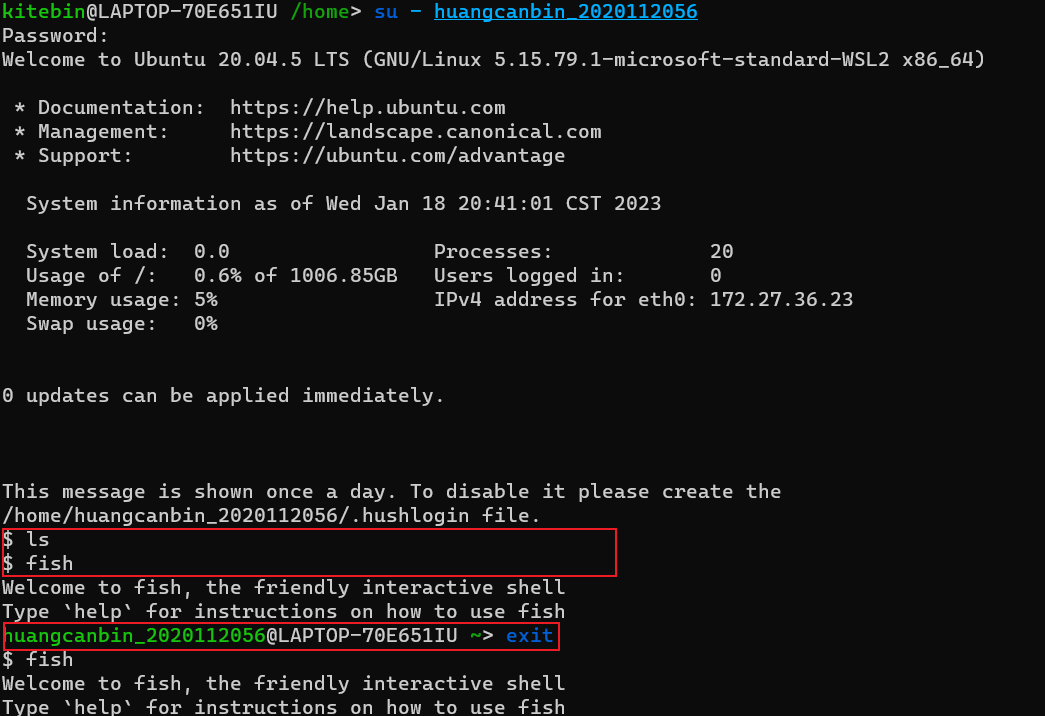 kitebin@LAPTOP-70E651IU /home> su - huangcanbin_2020112056
Password:
Welcome to Ubuntu 20.04.5 LTS (GNU/Linux 5.15.79.1-microsoft-standard-WSL2 x86_64)
* Documentation:  https://help.ubuntu.com
* Management:     https://landscape.canonical.com
* Support:        https://ubuntu.com/advantage
System information as of Wed Jan 18 20:41:01 CST 2023
System load:  0.0                 Processes:             20
Usage of /:   0.6% of 1006.85GB   Users logged in:       0
Memory usage: 5%                  IPv4 address for eth0: 172.27.36.23
Swap usage:   0%
0 updates can be applied immediately.
This message is shown once a day. To disable it please create the
/home/huangcanbin_2020112056/.hushlogin file.
$ ls
$ fish
Welcome to fish, the friendly interactive shell
Type `help` for instructions on how to use fish
huangcanbin_2020112056@LAPTOP-70E651IU ~> exit
$ fish
Welcome to fish, the friendly interactive shell
Type `help` for instructions on how to use fish